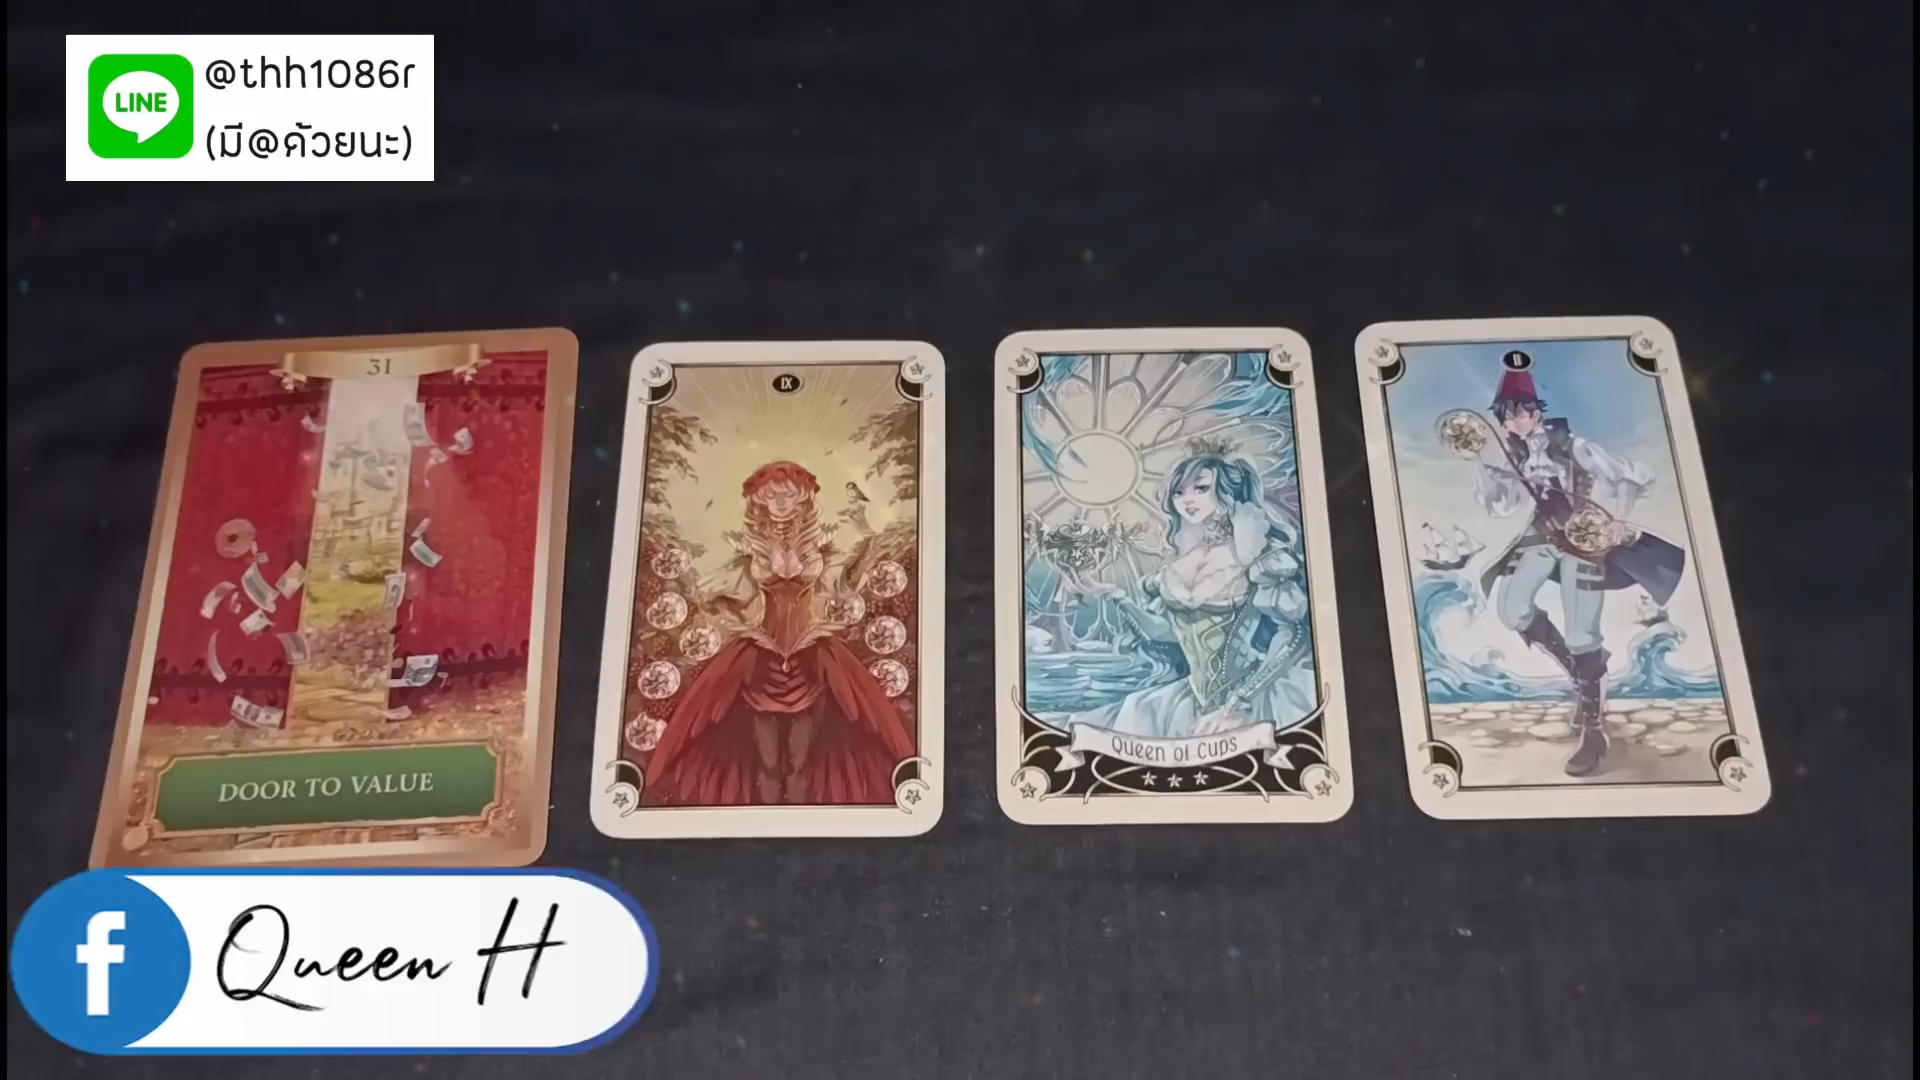 LINE
@thh1086r
(มี@ด้วยนะ)
31
DOOR TO VALUE
IX
Queen of Cups
II
f
Queen H